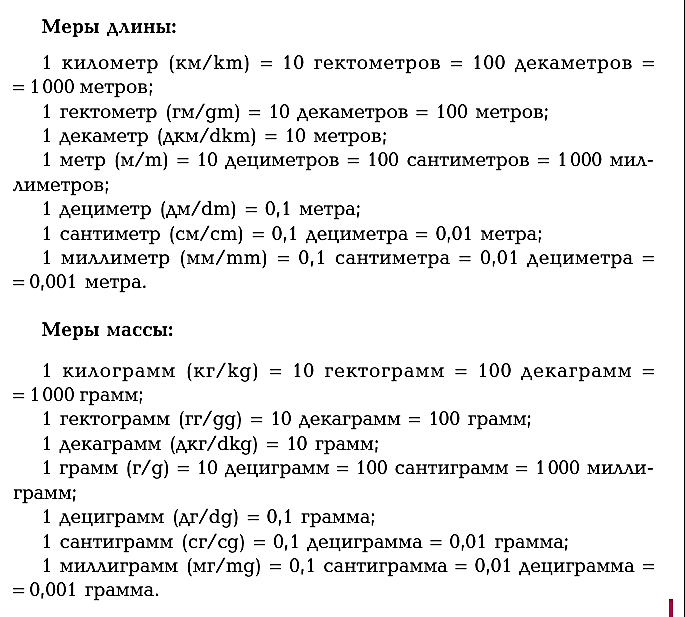 Меры длины:
1 километр (км/km) = 10 гектометров = 100 декаметров =
= 1 000 метров;
1 гектометр (гм/gm) = 10 декаметров = 100 метров;
1 декаметр (дкм/dkm) = 10 метров;
1 метр (м/m) = 10 дециметров = 100 сантиметров = 1 000 мил-
лиметров;
1 дециметр (дм/dm) = 0,1 метра;
1 сантиметр (см/cm) = 0,1 дециметра = 0,01 метра;
1 миллиметр (мм/mm) = 0,1 сантиметра = 0,01 дециметра =
= 0,001 метра.
Меры массы:
1 килограмм (кг/kg) = 10 гектограмм = 100 декаграмм =
= 1 000 грамм;
1 гектограмм (гг/gg) = 10 декаграмм = 100 грамм;
1 декаграмм (дкг/dkg) = 10 грамм;
1 грамм (г/g) = 10 дециграмм = 100 сантиграмм = 1 000 милли-
грамм;
1 дециграмм (дг/dg) = 0,1 грамма;
1 сантиграмм (сг/cg) = 0,1 дециграмма = 0,01 грамма;
1 миллиграмм (мг/mg) = 0,1 сантиграмма = 0,01 дециграмма =
= 0,001 грамма.